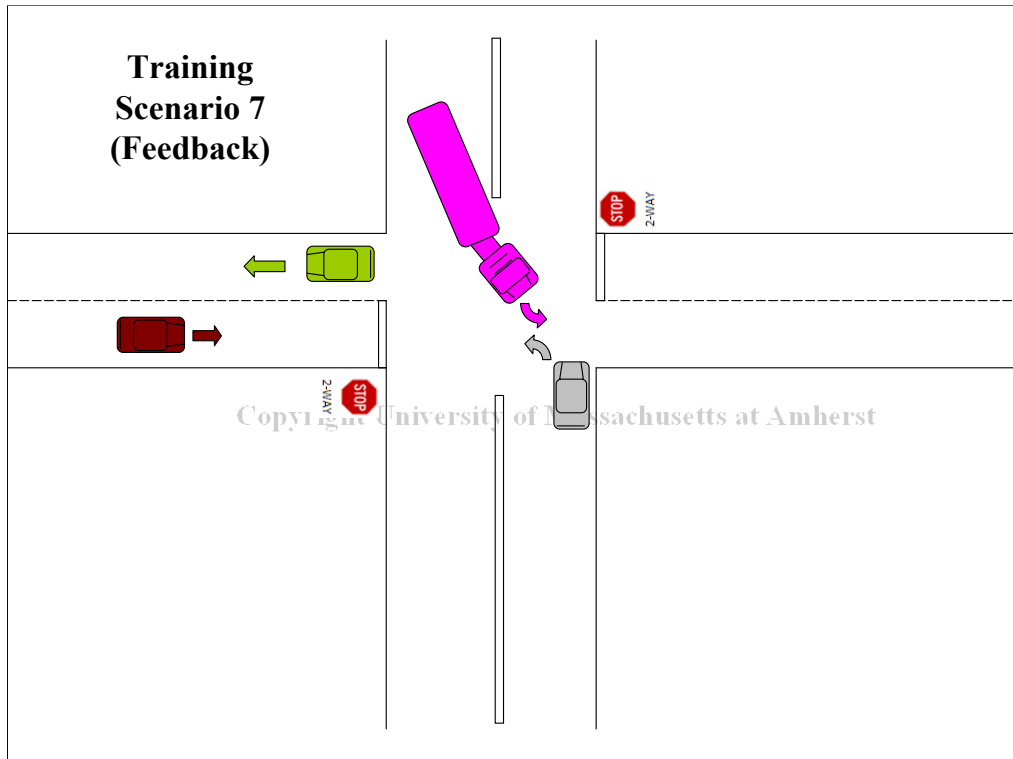 Training
Scenario 7
(Feedback)
STOP
2-WAY
2-WAY
STOP
Copyright University of Massachusetts at Amherst